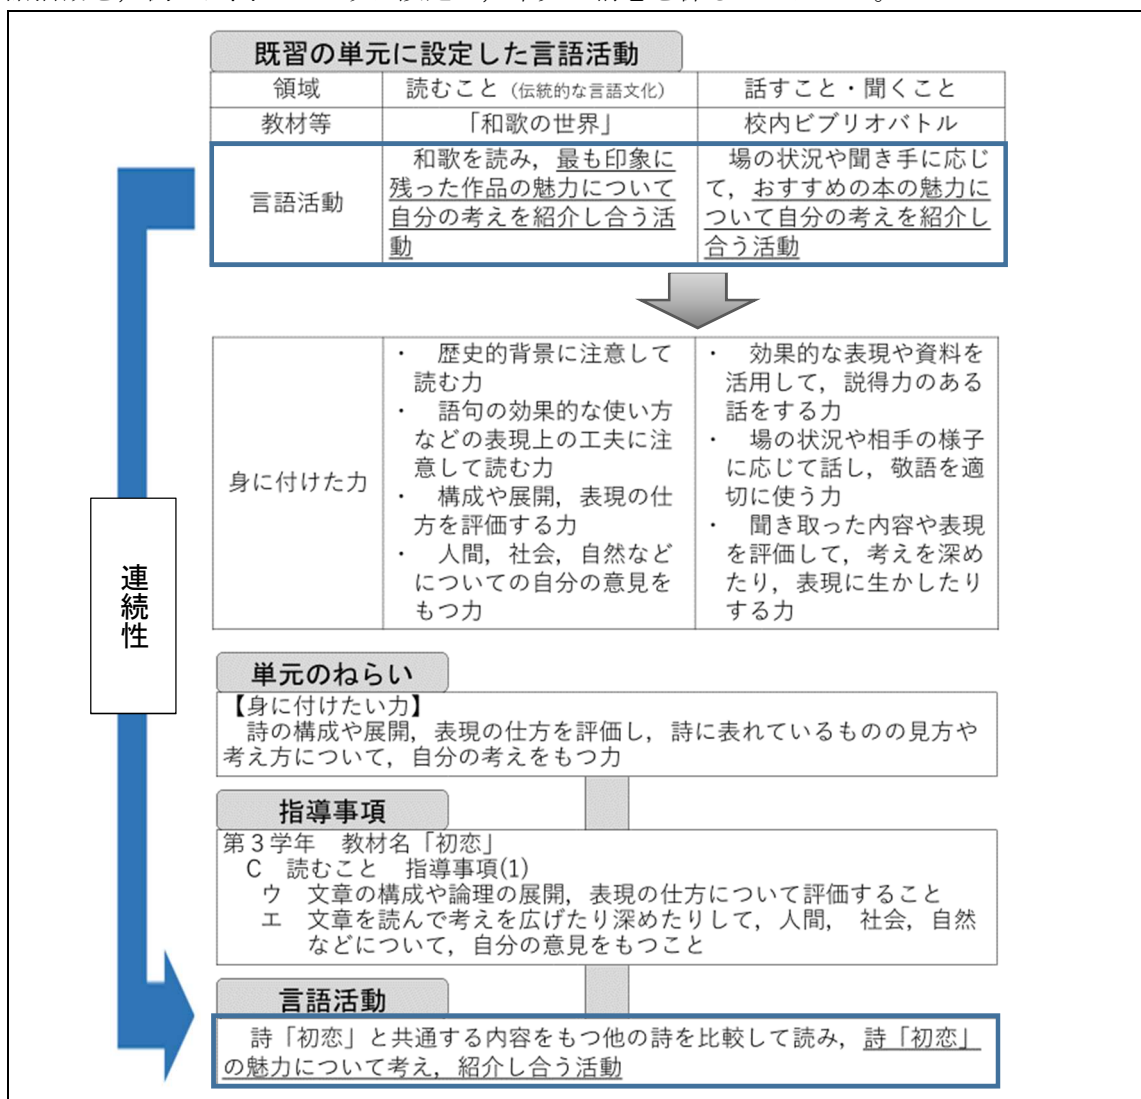 既習の単元に設定した言語活動
領域
読むこと（伝統的な言語文化）
話すこと・聞くこと
教材等
「和歌の世界」
校内ビブリオバトル
言語活動
和歌を読み，最も印象に
残った作品の魅力について
自分の考えを紹介し合う活
動
場の状況や聞き手に応じ
て，おすすめの本の魅力に
ついて自分の考えを紹介し
合う活動
身に付けた力
・　歴史的背景に注意して
読む力
・　語句の効果的な使い方
などの表現上の工夫に注
意して読む力
・　構成や展開，表現の仕
方を評価する力
・　人間，社会，自然など
についての自分の意見を
もつ力
・　効果的な表現や資料を
活用して，説得力のある
話をする力
・　場の状況や相手の様子
に応じて話し，敬語を適
切に使う力
・　聞き取った内容や表現
を評価して，考えを深め
たり，表現に生かしたり
する力
連続性
単元のねらい
【身に付けたい力】
詩の構成や展開，表現の仕方を評価し，詩に表れているものの見方や
考え方について，自分の考えをもつ力
指導事項
第３学年　教材名「初恋」
C　読むこと　指導事項(1)
ウ　文章の構成や論理の展開，表現の仕方について評価すること
エ　文章を読んで考えを広げたり深めたりして，人間，　社会，自然
などについて，自分の意見をもつこと
言語活動
詩「初恋」と共通する内容をもつ他の詩を比較して読み，詩「初恋」
の魅力について考え，紹介し合う活動